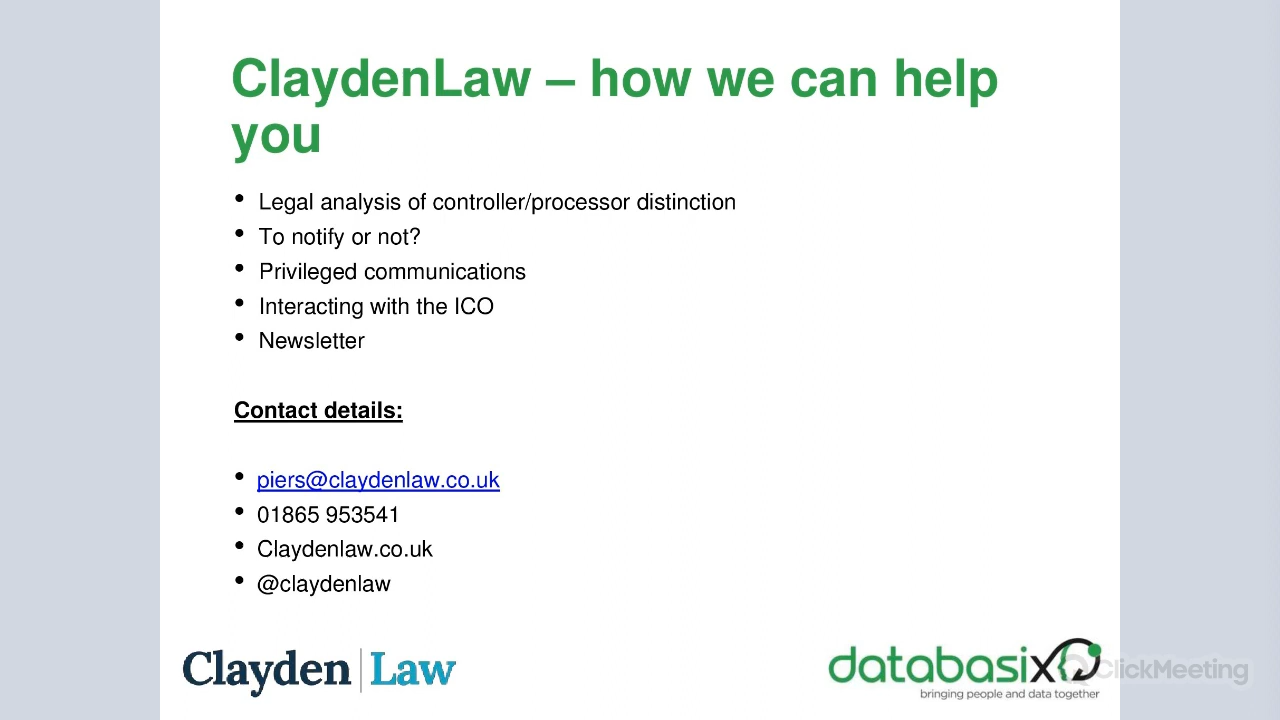 ClaydenLaw – how we can help
you
• Legal analysis of controller/processor distinction
• To notify or not?
• Privileged communications
• Interacting with the ICO
• Newsletter
Contact details:
• piers@claydenlaw.co.uk
• 01865 953541
• Claydenlaw.co.uk
• @claydenlaw
Clayden Law
databasix
bringing people and data together
ClickMeeting